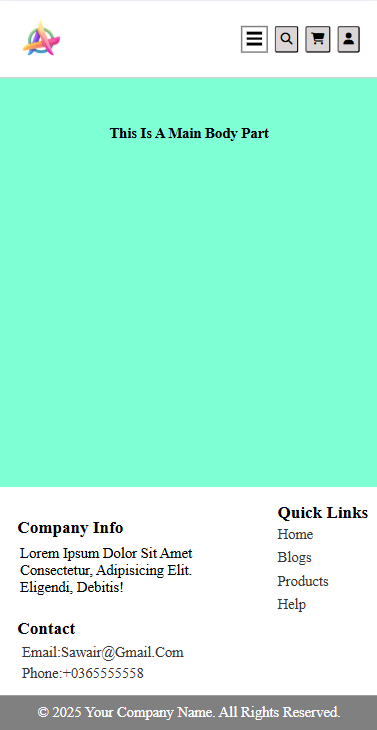 This Is A Main Body Part
Company Info
Lorem Ipsum Dolor Sit Amet
Consectetur, Adipisicing Elit.
Eligendi, Debitis!
Contact
Email:Sawair@Gmail.Com
Phone:+0365555558
Quick Links
Home
Blogs
Products
Help
© 2025 Your Company Name. All Rights Reserved.